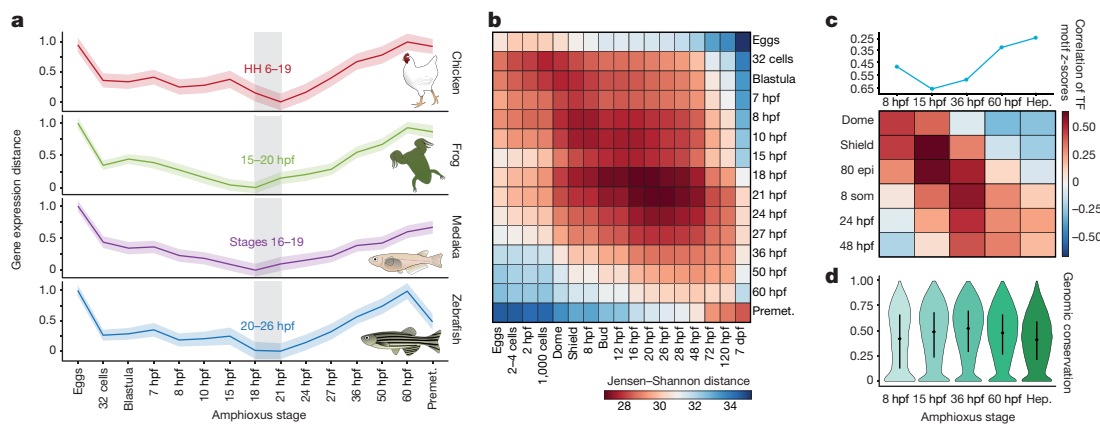 a
Gene expression distance
1.0
0.5
0
HH 6–19
Chicken
1.0
0.5
0
15–20 hpf
Frog
1.0
0.5
0
Stages 16–19
Medaka
1.0
0.5
0
20–26 hpf
Zebrafish
Eggs
32 cells
Blastula
7 hpf
8 hpf
10 hpf
15 hpf
18 hpf
21 hpf
27 hpf
36 hpf
50 hpf
60 hpf
Premet.
Amphioxus stage
b
Eggs
32 cells
Blastula
7 hpf
8 hpf
10 hpf
15 hpf
18 hpf
21 hpf
24 hpf
27 hpf
36 hpf
50 hpf
60 hpf
Premet.
Eggs
2–4 cells
2 hpf
1,000 cells
Dome
Shield
8 hpf
Bud
12 hpf
16 hpf
20 hpf
26 hpf
28 hpf
48 hpf
72 hpf
120 hpf
7 dpf
Jensen–Shannon distance
28 30 32 34
c
0.25
0.35
0.45
0.55
0.65
8 hpf 15 hpf 36 hpf 60 hpf Hep.
Correlation of TF
motif z-scores
Dome
Shield
80 epi
8 som
24 hpf
48 hpf
0.50
0.25
0
−0.25
−0.50
d
1.00
0.75
0.50
0.25
0
Genomic conservation
8 hpf 15 hpf 36 hpf 60 hpf Hep.
Amphioxus stage